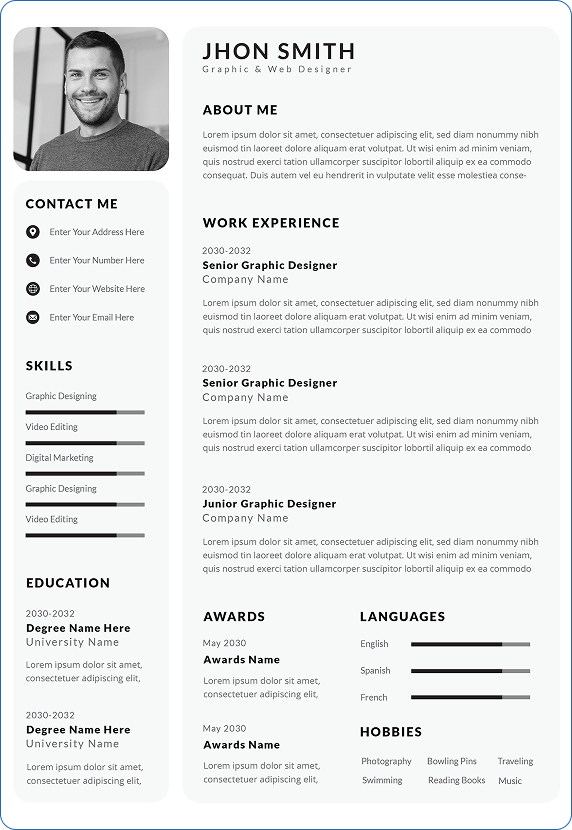 JHON SMITH
Graphic & Web Designer
ABOUT ME
Lorem ipsum dolor sit amet, consectetuer adipiscing elit, sed diam nonummy nibh
euismod tin laoreet dolore aliquam erat volutpat. Ut wisi enim ad minim veniam,
quis nostrud exercitation ullamcorper suscipitor lobortil aliquip ex ea commodo
consequat. Duis autem vel eu hendrerit in vulputate velit esse molestiea conse-
WORK EXPERIENCE
2030-2032
Senior Graphic Designer
Company Name
Lorem ipsum dolor sit amet, consectetuer adipiscing elit, sed diam nonummy nibh
euismod tin laoreet dolore aliquam erat volutpat. Ut wisi enim ad minim veniam,
quis nostrud exerci tation ullamcorper suscipitor lobortil aliquip ex ea commodo
2030-2032
Senior Graphic Designer
Company Name
Lorem ipsum dolor sit amet, consectetuer adipiscing elit, sed diam nonummy nibh
euismod tin laoreet dolore aliquam erat volutpat. Ut wisi enim ad minim veniam,
quis nostrud exerci tation ullamcorper suscipitor lobortil aliquip ex ea commodo
2030-2032
Junior Graphic Designer
Company Name
Lorem ipsum dolor sit amet, consectetuer adipiscing elit, sed diam nonummy nibh
euismod tin laoreet dolore aliquam erat volutpat. Ut wisi enim ad minim veniam,
quis nostrud exerci tation ullamcorper suscipitor lobortil aliquip ex ea commodo
AWARDS
May 2030
Awards Name
Lorem ipsum dolor sit amet,
consectetuer adipiscing elit,
May 2030
Awards Name
Lorem ipsum dolor sit amet,
consectetuer adipiscing elit,
LANGUAGES
English
Spanish
French
HOBBIES
Photography Bowling Pins Traveling
Swimming Reading Books Music
CONTACT ME
Enter Your Address Here
Enter Your Number Here
Enter Your Website Here
Enter Your Email Here
SKILLS
Graphic Designing
Video Editing
Digital Marketing
Graphic Designing
Video Editing
EDUCATION
2030-2032
Degree Name Here
University Name
Lorem ipsum dolor sit amet,
consectetuer adipiscing elit,
2030-2032
Degree Name Here
University Name
Lorem ipsum dolor sit amet,
consectetuer adipiscing elit,